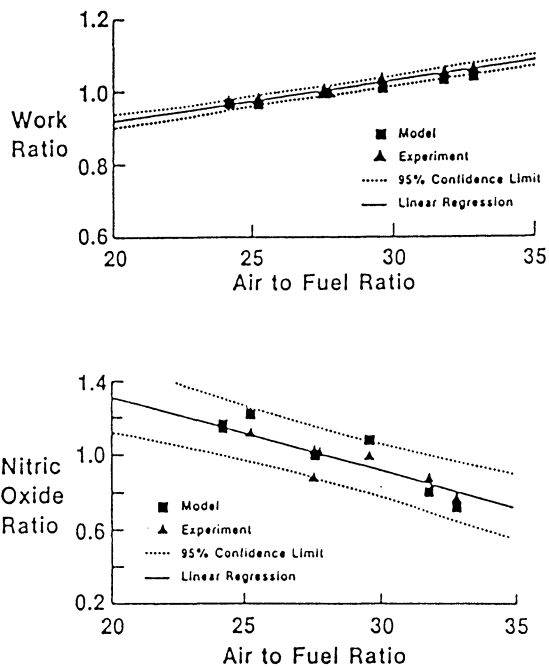 1.2
1.0
0.8
0.6
Work
Ratio
Model
Experiment
95% Confidence Limit
Linear Regression
20 25 30 35
Air to Fuel Ratio
1.4
1.0
0.6
0.2
Nitric
Oxide
Ratio
Model
Experiment
95% Confidence Limit
Linear Regression
20 25 30 35
Air to Fuel Ratio